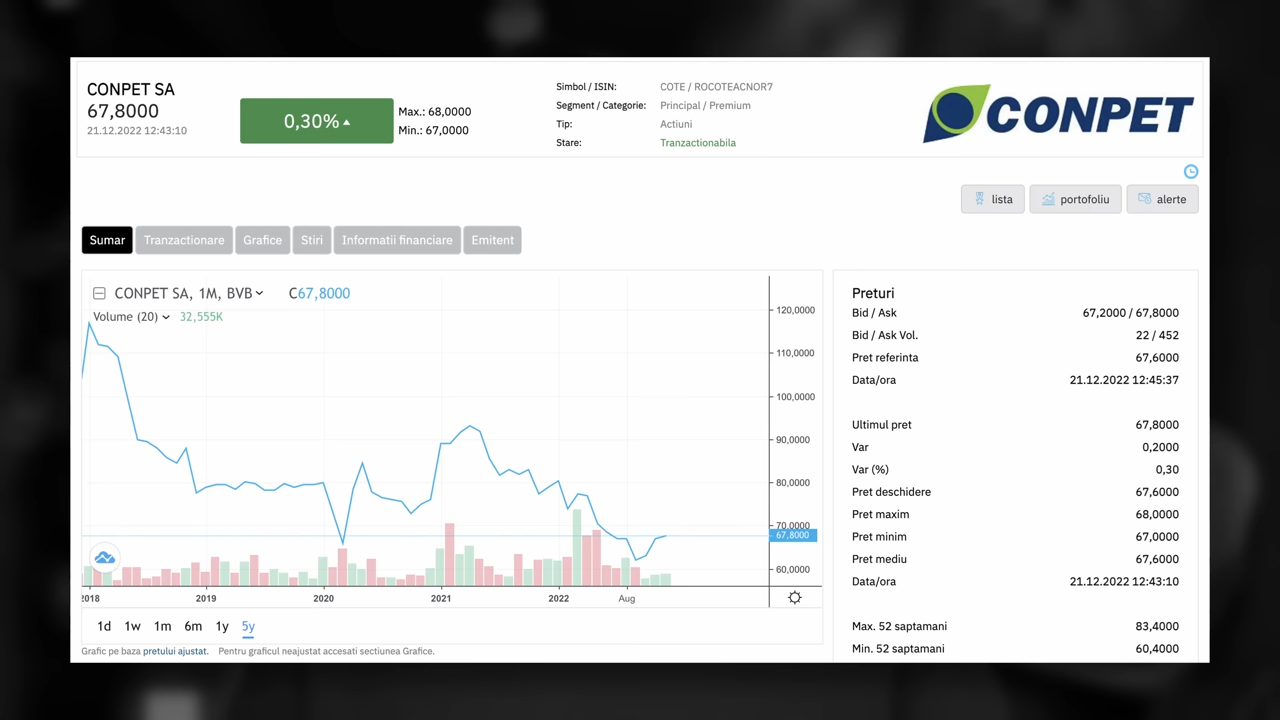 CONPET SA
67,8000
21.12.2022 12:43:10
0,30%
Max.: 68,0000
Min.: 67,0000
Simbol / ISIN: COTE / ROCOTEACNOR7
Segment / Categorie: Principal / Premium
Tip: Actiuni
Stare: Tranzactionabila
CONPET
lista portofoliu alerte
Sumar Tranzactionare Grafice Stiri Informatii financiare Emitent
CONPET SA, 1M, BVB C67,8000
Volume (20) 32,555K
120,0000
110,0000
100,0000
90,0000
80,0000
70,0000
67,8000
60,0000
2018 2019 2020 2021 2022 Aug
1d 1w 1m 6m 1y 5y
Grafic pe baza pretului ajustat. Pentru graficul neajustat accesati sectiunea Grafice.
Preturi
Bid / Ask 67,2000 / 67,8000
Bid / Ask Vol. 22 / 452
Pret referinta 67,6000
Data/ora 21.12.2022 12:45:37
Ultimul pret 67,8000
Var 0,2000
Var (%) 0,30
Pret deschidere 67,6000
Pret maxim 68,0000
Pret minim 67,0000
Pret mediu 67,6000
Data/ora 21.12.2022 12:43:10
Max. 52 saptamani 83,4000
Min. 52 saptamani 60,4000